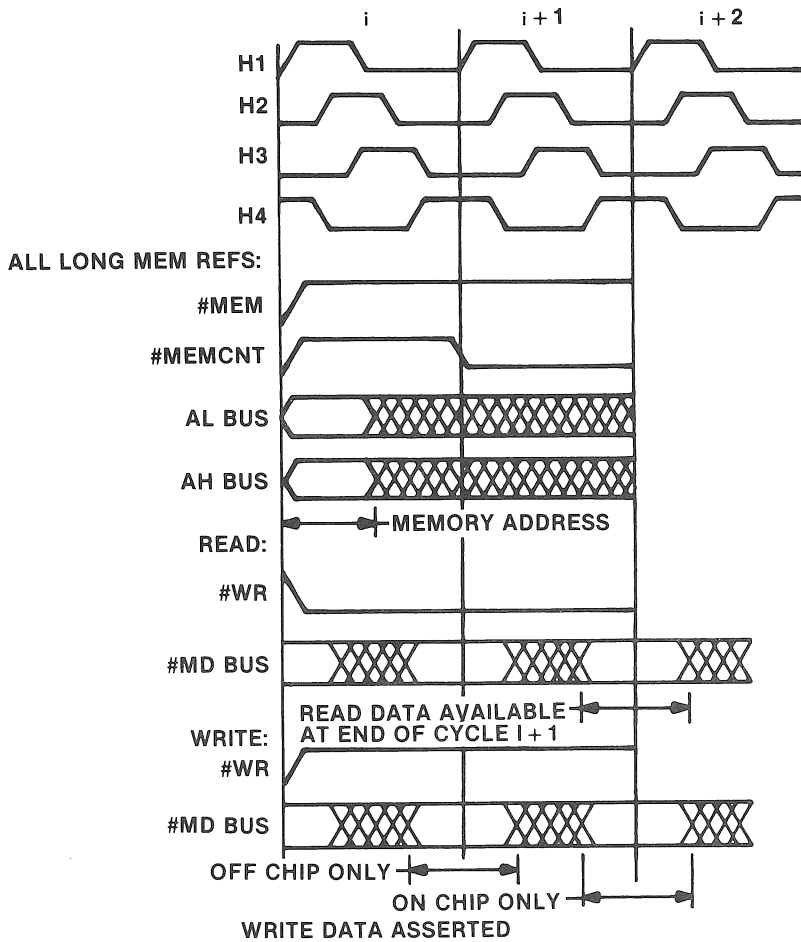 i i + 1 i + 2
H1
H2
H3
H4
ALL LONG MEM REFS:
#MEM
#MEMCNT
AL BUS
AH BUS
MEMORY ADDRESS
READ:
#WR
#MD BUS
READ DATA AVAILABLE
AT END OF CYCLE I + 1
WRITE:
#WR
#MD BUS
OFF CHIP ONLY
ON CHIP ONLY
WRITE DATA ASSERTED